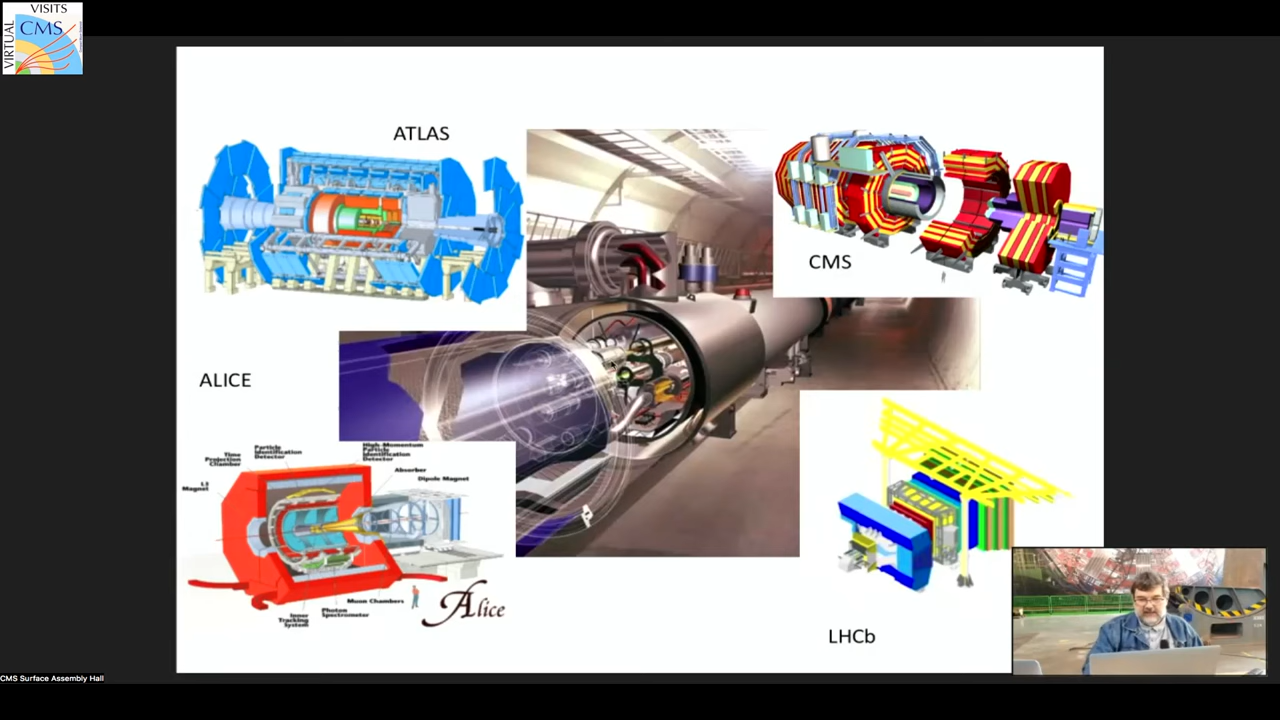 VISITS
CMS
VIRTUAL
ATLAS
CMS
ALICE
Time
Projection
Chamber
Particle
Identification
Detector
High-Momentum
Particle
Identification
Detector
Absorber
Dipole Magnet
L3
Magnet
Inner
Tracking
System
Photon
Spectrometer
Muon Chambers
Alice
LHCb
CMS Surface Assembly Hall